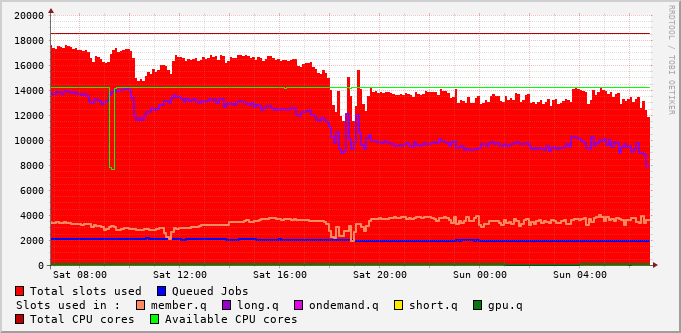 RRDTOOL / TOBI OETIKER
20000
18000
16000
14000
12000
10000
8000
6000
4000
2000
0
Sat 08:00 Sat 12:00 Sat 16:00 Sat 20:00 Sun 00:00 Sun 04:00
Total slots used Queued Jobs
Slots used in : member.q long.q ondemand.q short.q gpu.q
Total CPU cores Available CPU cores